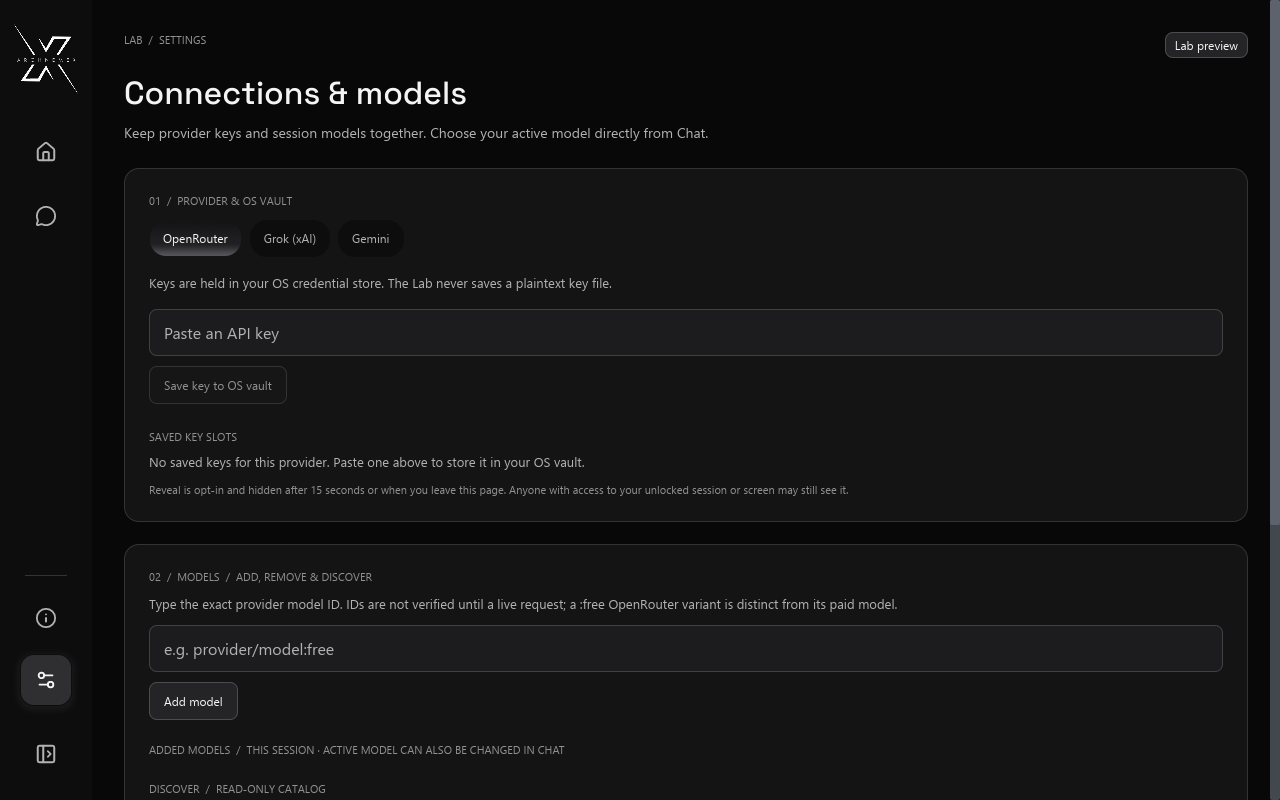 LAB / SETTINGS
Lab preview
Connections & models
Keep provider keys and session models together. Choose your active model directly from Chat.
01 / PROVIDER & OS VAULT
OpenRouter
Grok (xAI)
Gemini
Keys are held in your OS credential store. The Lab never saves a plaintext key file.
Paste an API key
Save key to OS vault
SAVED KEY SLOTS
No saved keys for this provider. Paste one above to store it in your OS vault.
Reveal is opt-in and hidden after 15 seconds or when you leave this page. Anyone with access to your unlocked session or screen may still see it.
02 / MODELS / ADD, REMOVE & DISCOVER
Type the exact provider model ID. IDs are not verified until a live request; a :free OpenRouter variant is distinct from its paid model.
e.g. provider/model:free
Add model
ADDED MODELS / THIS SESSION · ACTIVE MODEL CAN ALSO BE CHANGED IN CHAT
DISCOVER / READ-ONLY CATALOG